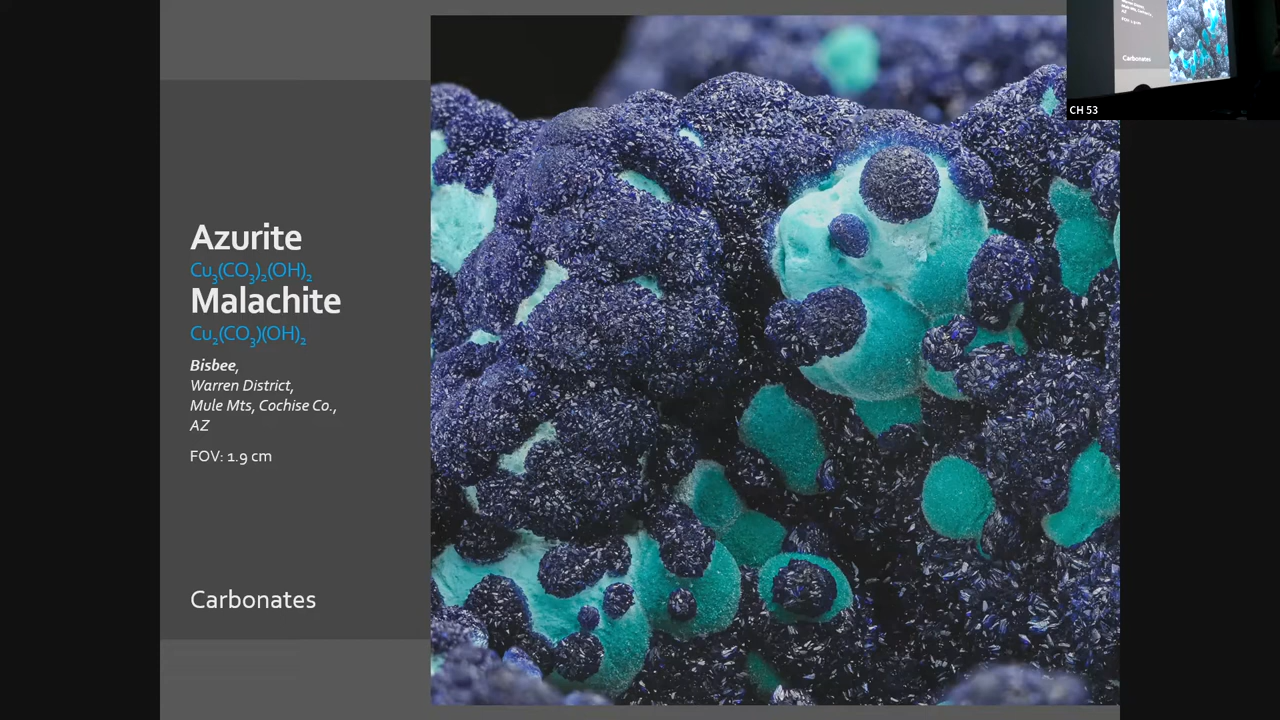 Azurite
Cu₃(CO₃)₂(OH)₂
Malachite
Cu₂(CO₃)(OH)₂
Bisbee,
Warren District,
Mule Mts, Cochise Co.,
AZ
FOV: 1.9 cm
Carbonates
Carbonates
CH 53